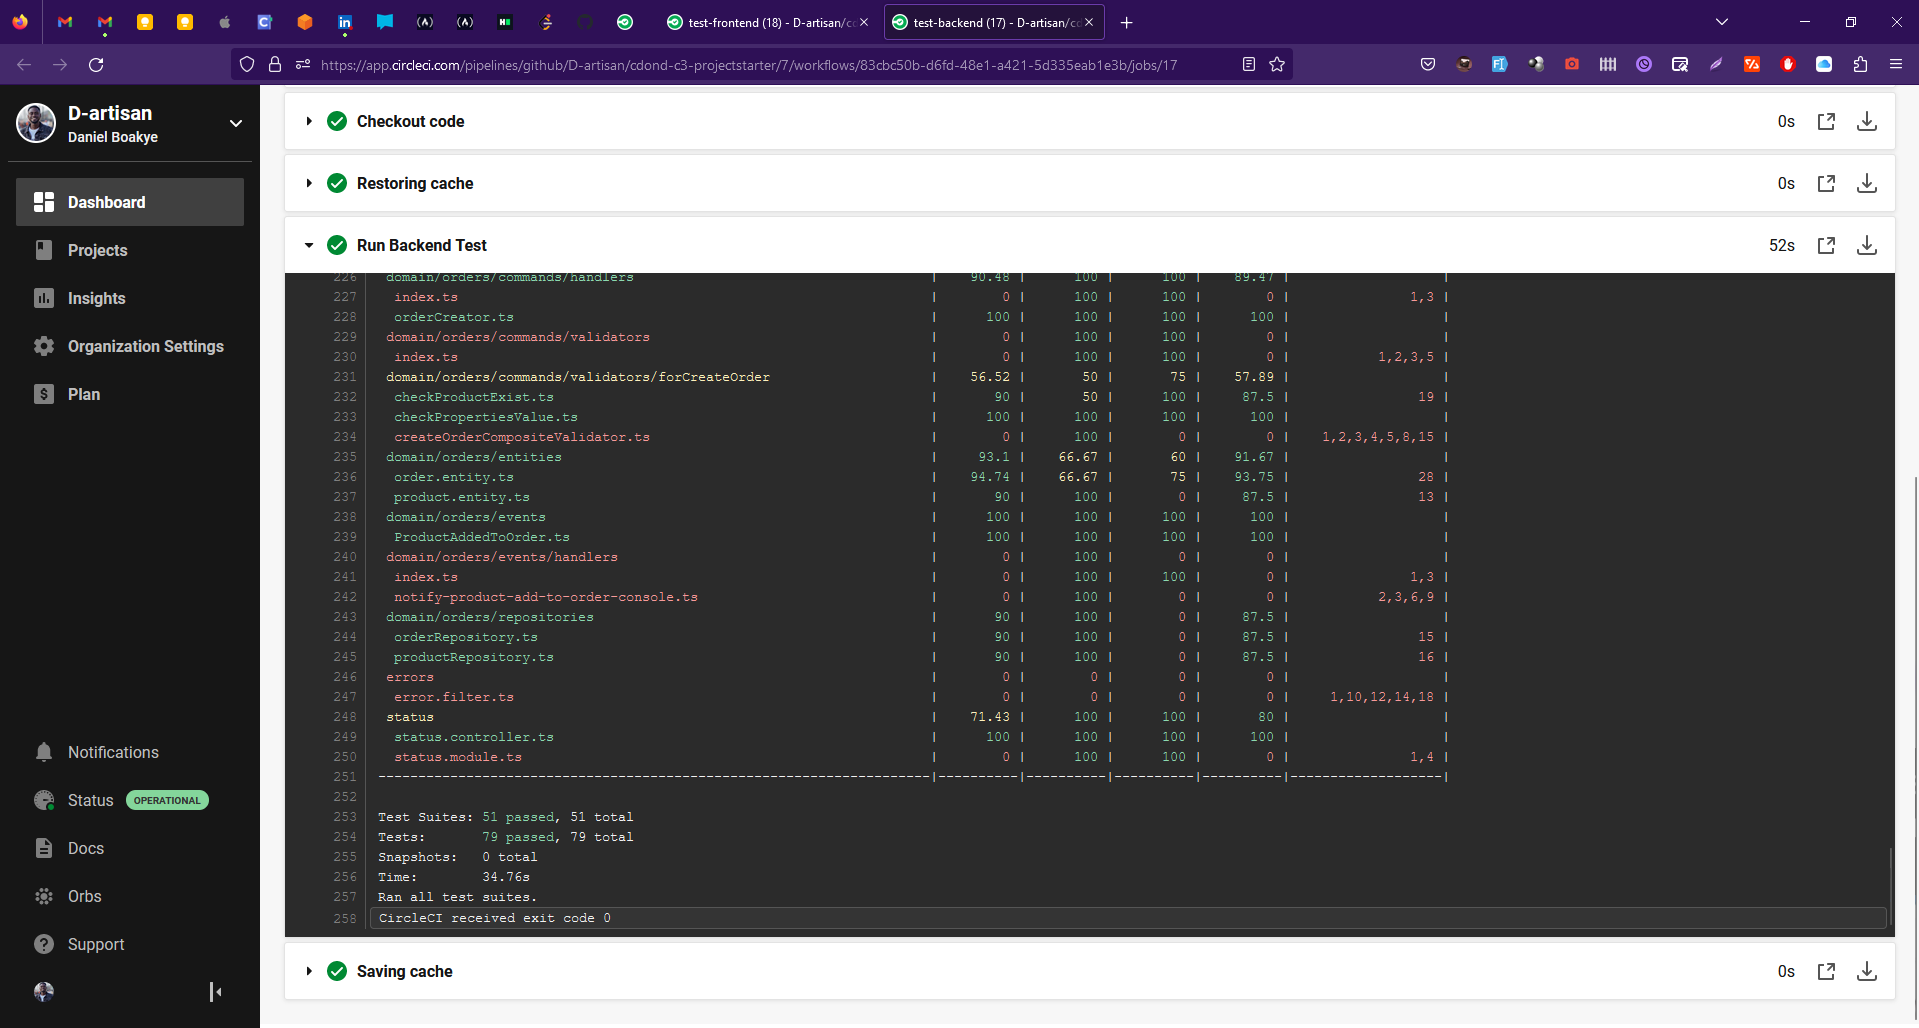 test-frontend (18) - D-artisan/cc
test-backend (17) - D-artisan/cd
https://app.circleci.com/pipelines/github/D-artisan/cdond-c3-projectstarter/7/workflows/83cbc50b-d6fd-48e1-a421-5d335eab1e3b/jobs/17
D-artisan
Daniel Boakye
Dashboard
Projects
Insights
Organization Settings
Plan
Notifications
Status OPERATIONAL
Docs
Orbs
Support
Checkout code 0s
Restoring cache 0s
Run Backend Test 52s
226 domain/orders/commands/handlers | 90.48 | 100 | 100 | 89.47 | |
227 index.ts | 0 | 100 | 100 | 0 | 1,3 |
228 orderCreator.ts | 100 | 100 | 100 | 100 | |
229 domain/orders/commands/validators | 0 | 100 | 100 | 0 | |
230 index.ts | 0 | 100 | 100 | 0 | 1,2,3,5 |
231 domain/orders/commands/validators/forCreateOrder | 56.52 | 50 | 75 | 57.89 | |
232 checkProductExist.ts | 90 | 50 | 100 | 87.5 | 19 |
233 checkPropertiesValue.ts | 100 | 100 | 100 | 100 | |
234 createOrderCompositeValidator.ts | 0 | 100 | 0 | 0 | 1,2,3,4,5,8,15 |
235 domain/orders/entities | 93.1 | 66.67 | 60 | 91.67 | |
236 order.entity.ts | 94.74 | 66.67 | 75 | 93.75 | 28 |
237 product.entity.ts | 90 | 100 | 0 | 87.5 | 13 |
238 domain/orders/events | 100 | 100 | 100 | 100 | |
239 ProductAddedToOrder.ts | 100 | 100 | 100 | 100 | |
240 domain/orders/events/handlers | 0 | 100 | 0 | 0 | |
241 index.ts | 0 | 100 | 100 | 0 | 1,3 |
242 notify-product-add-to-order-console.ts | 0 | 100 | 0 | 0 | 2,3,6,9 |
243 domain/orders/repositories | 90 | 100 | 0 | 87.5 | |
244 orderRepository.ts | 90 | 100 | 0 | 87.5 | 15 |
245 productRepository.ts | 90 | 100 | 0 | 87.5 | 16 |
246 errors | 0 | 0 | 0 | 0 | |
247 error.filter.ts | 0 | 0 | 0 | 0 | 1,10,12,14,18 |
248 status | 71.43 | 100 | 100 | 80 | |
249 status.controller.ts | 100 | 100 | 100 | 100 | |
250 status.module.ts | 0 | 100 | 100 | 0 | 1,4 |
251 ---------------------------------------------------------------------|----------|----------|----------|----------|-------------------|
252
253 Test Suites: 51 passed, 51 total
254 Tests: 79 passed, 79 total
255 Snapshots: 0 total
256 Time: 34.76s
257 Ran all test suites.
258 CircleCI received exit code 0
Saving cache 0s